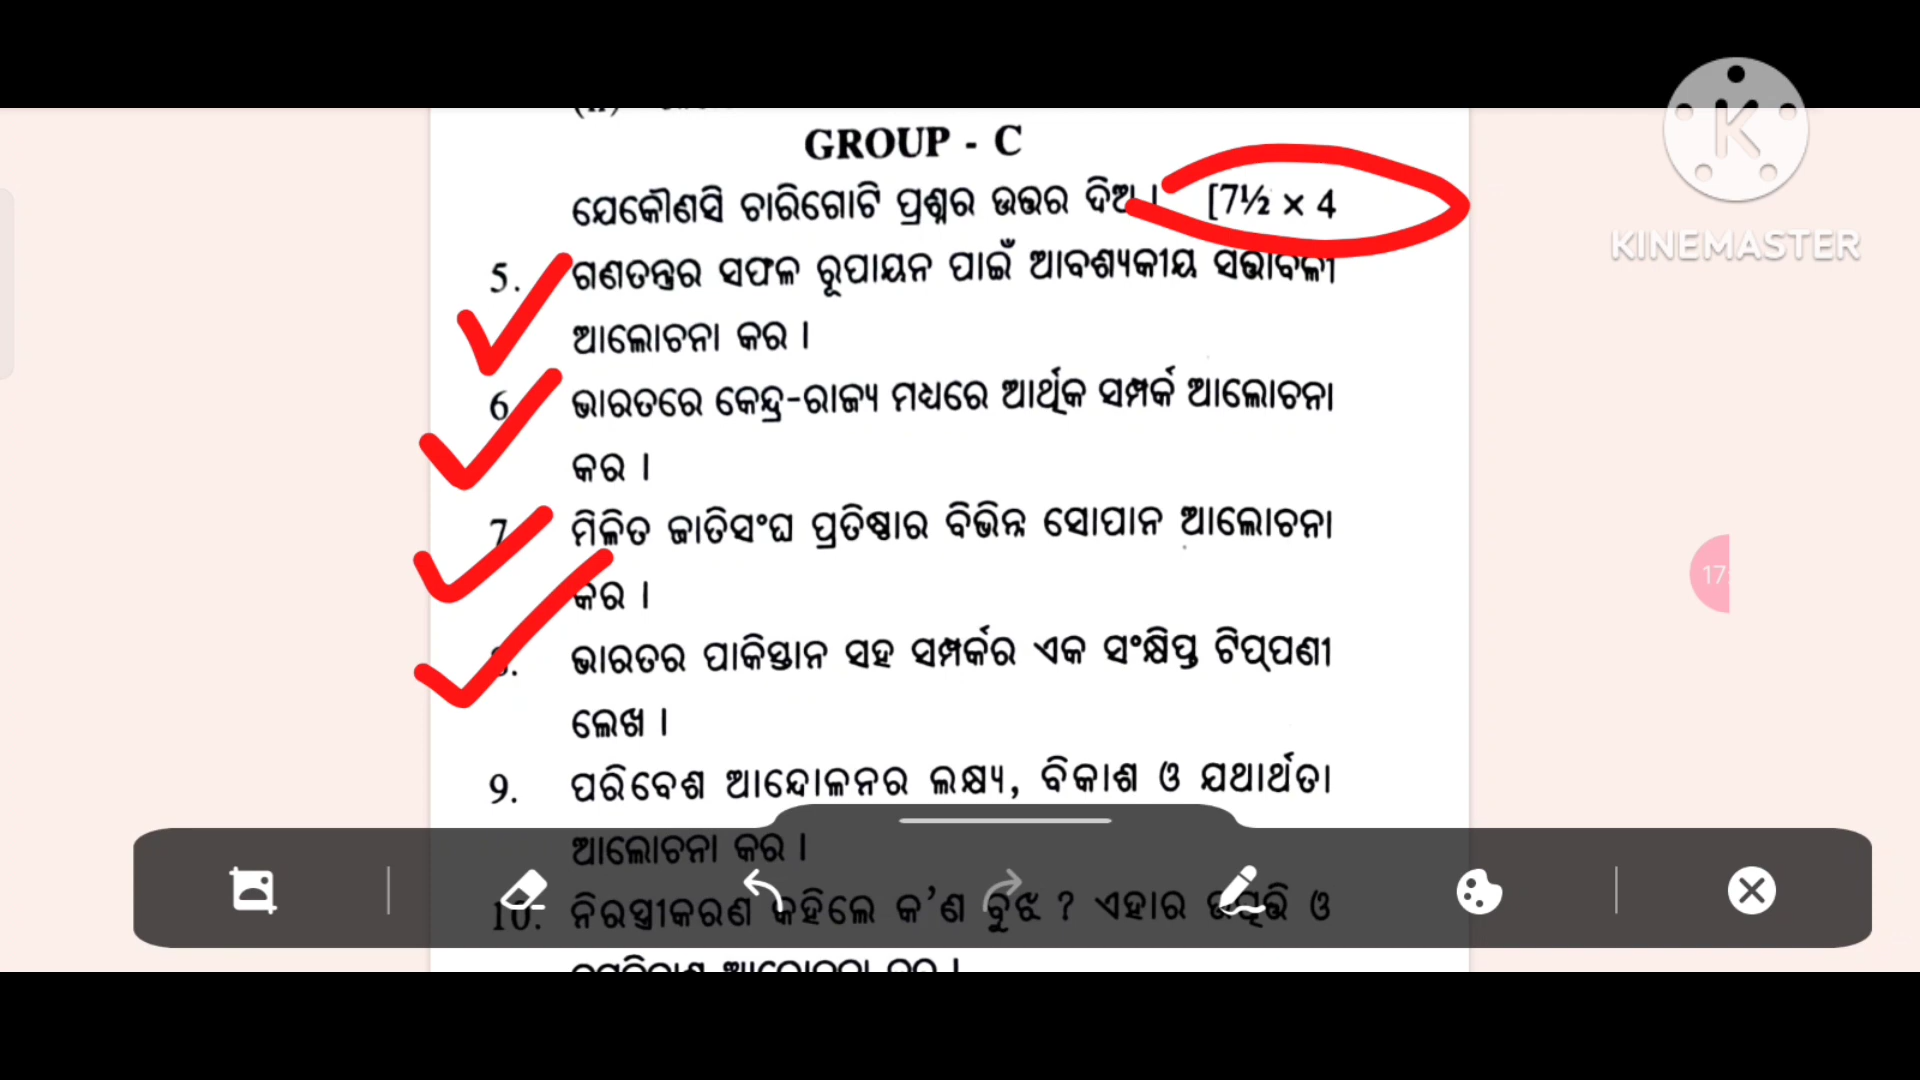 GROUP - C
ଯେକୌଣସି ଚାରିଗୋଟି ପ୍ରଶ୍ନର ଉତ୍ତର ଦିଅ । [7½ × 4
KINEMASTER
5. ଗଣତନ୍ତ୍ରର ସଫଳ ରୂପାୟନ ପାଇଁ ଆବଶ୍ୟକୀୟ ସର୍ତ୍ତାବଳୀ
ଆଲୋଚନା କର ।
6 ଭାରତରେ କେନ୍ଦ୍ର-ରାଜ୍ୟ ମଧ୍ୟରେ ଆର୍ଥିକ ସମ୍ପର୍କ ଆଲୋଚନା
କର ।
7 ମିଳିତ ଜାତିସଂଘ ପ୍ରତିଷ୍ଠାର ବିଭିନ୍ନ ସୋପାନ ଆଲୋଚନା
କର ।
17
8. ଭାରତର ପାକିସ୍ତାନ ସହ ସମ୍ପର୍କର ଏକ ସଂକ୍ଷିପ୍ତ ଟିପ୍ପଣୀ
ଲେଖ ।
9. ପରିବେଶ ଆନ୍ଦୋଳନର ଲକ୍ଷ୍ୟ, ବିକାଶ ଓ ଯଥାର୍ଥତା
ଆଲୋଚନା କର ।
10. ନିରସ୍ତ୍ରୀକରଣ କହିଲେ କ'ଣ ବୁଝ ? ଏହାର ଉତ୍ପତ୍ତି ଓ